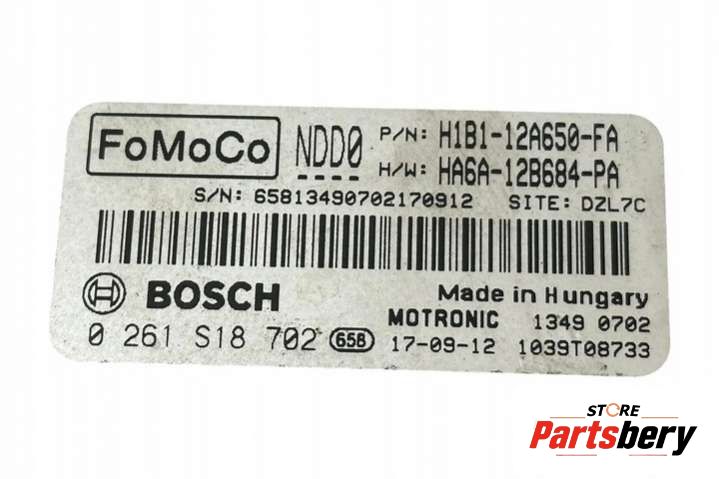 FoMoCo NDD0 P/N: H1B1-12A650-FA
H/W: HA6A-12B684-PA
S/N: 65813490702170912 SITE: DZL7C
BOSCH Made in Hungary
MOTRONIC 1349 0702
0 261 S18 702 658 17-09-12 1039T08733
STORE
Partsbery